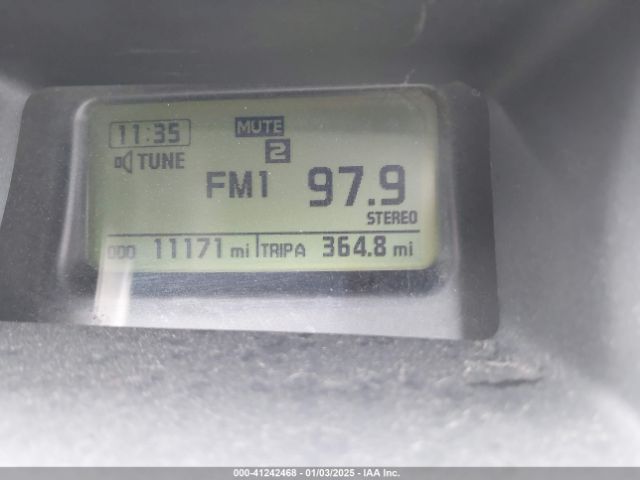 11:35 MUTE
TUNE 2
FM1 97.9
STEREO
ODO 11171 mi TRIP A 364.8 mi
000-41242468 - 01/03/2025 - IAA Inc.